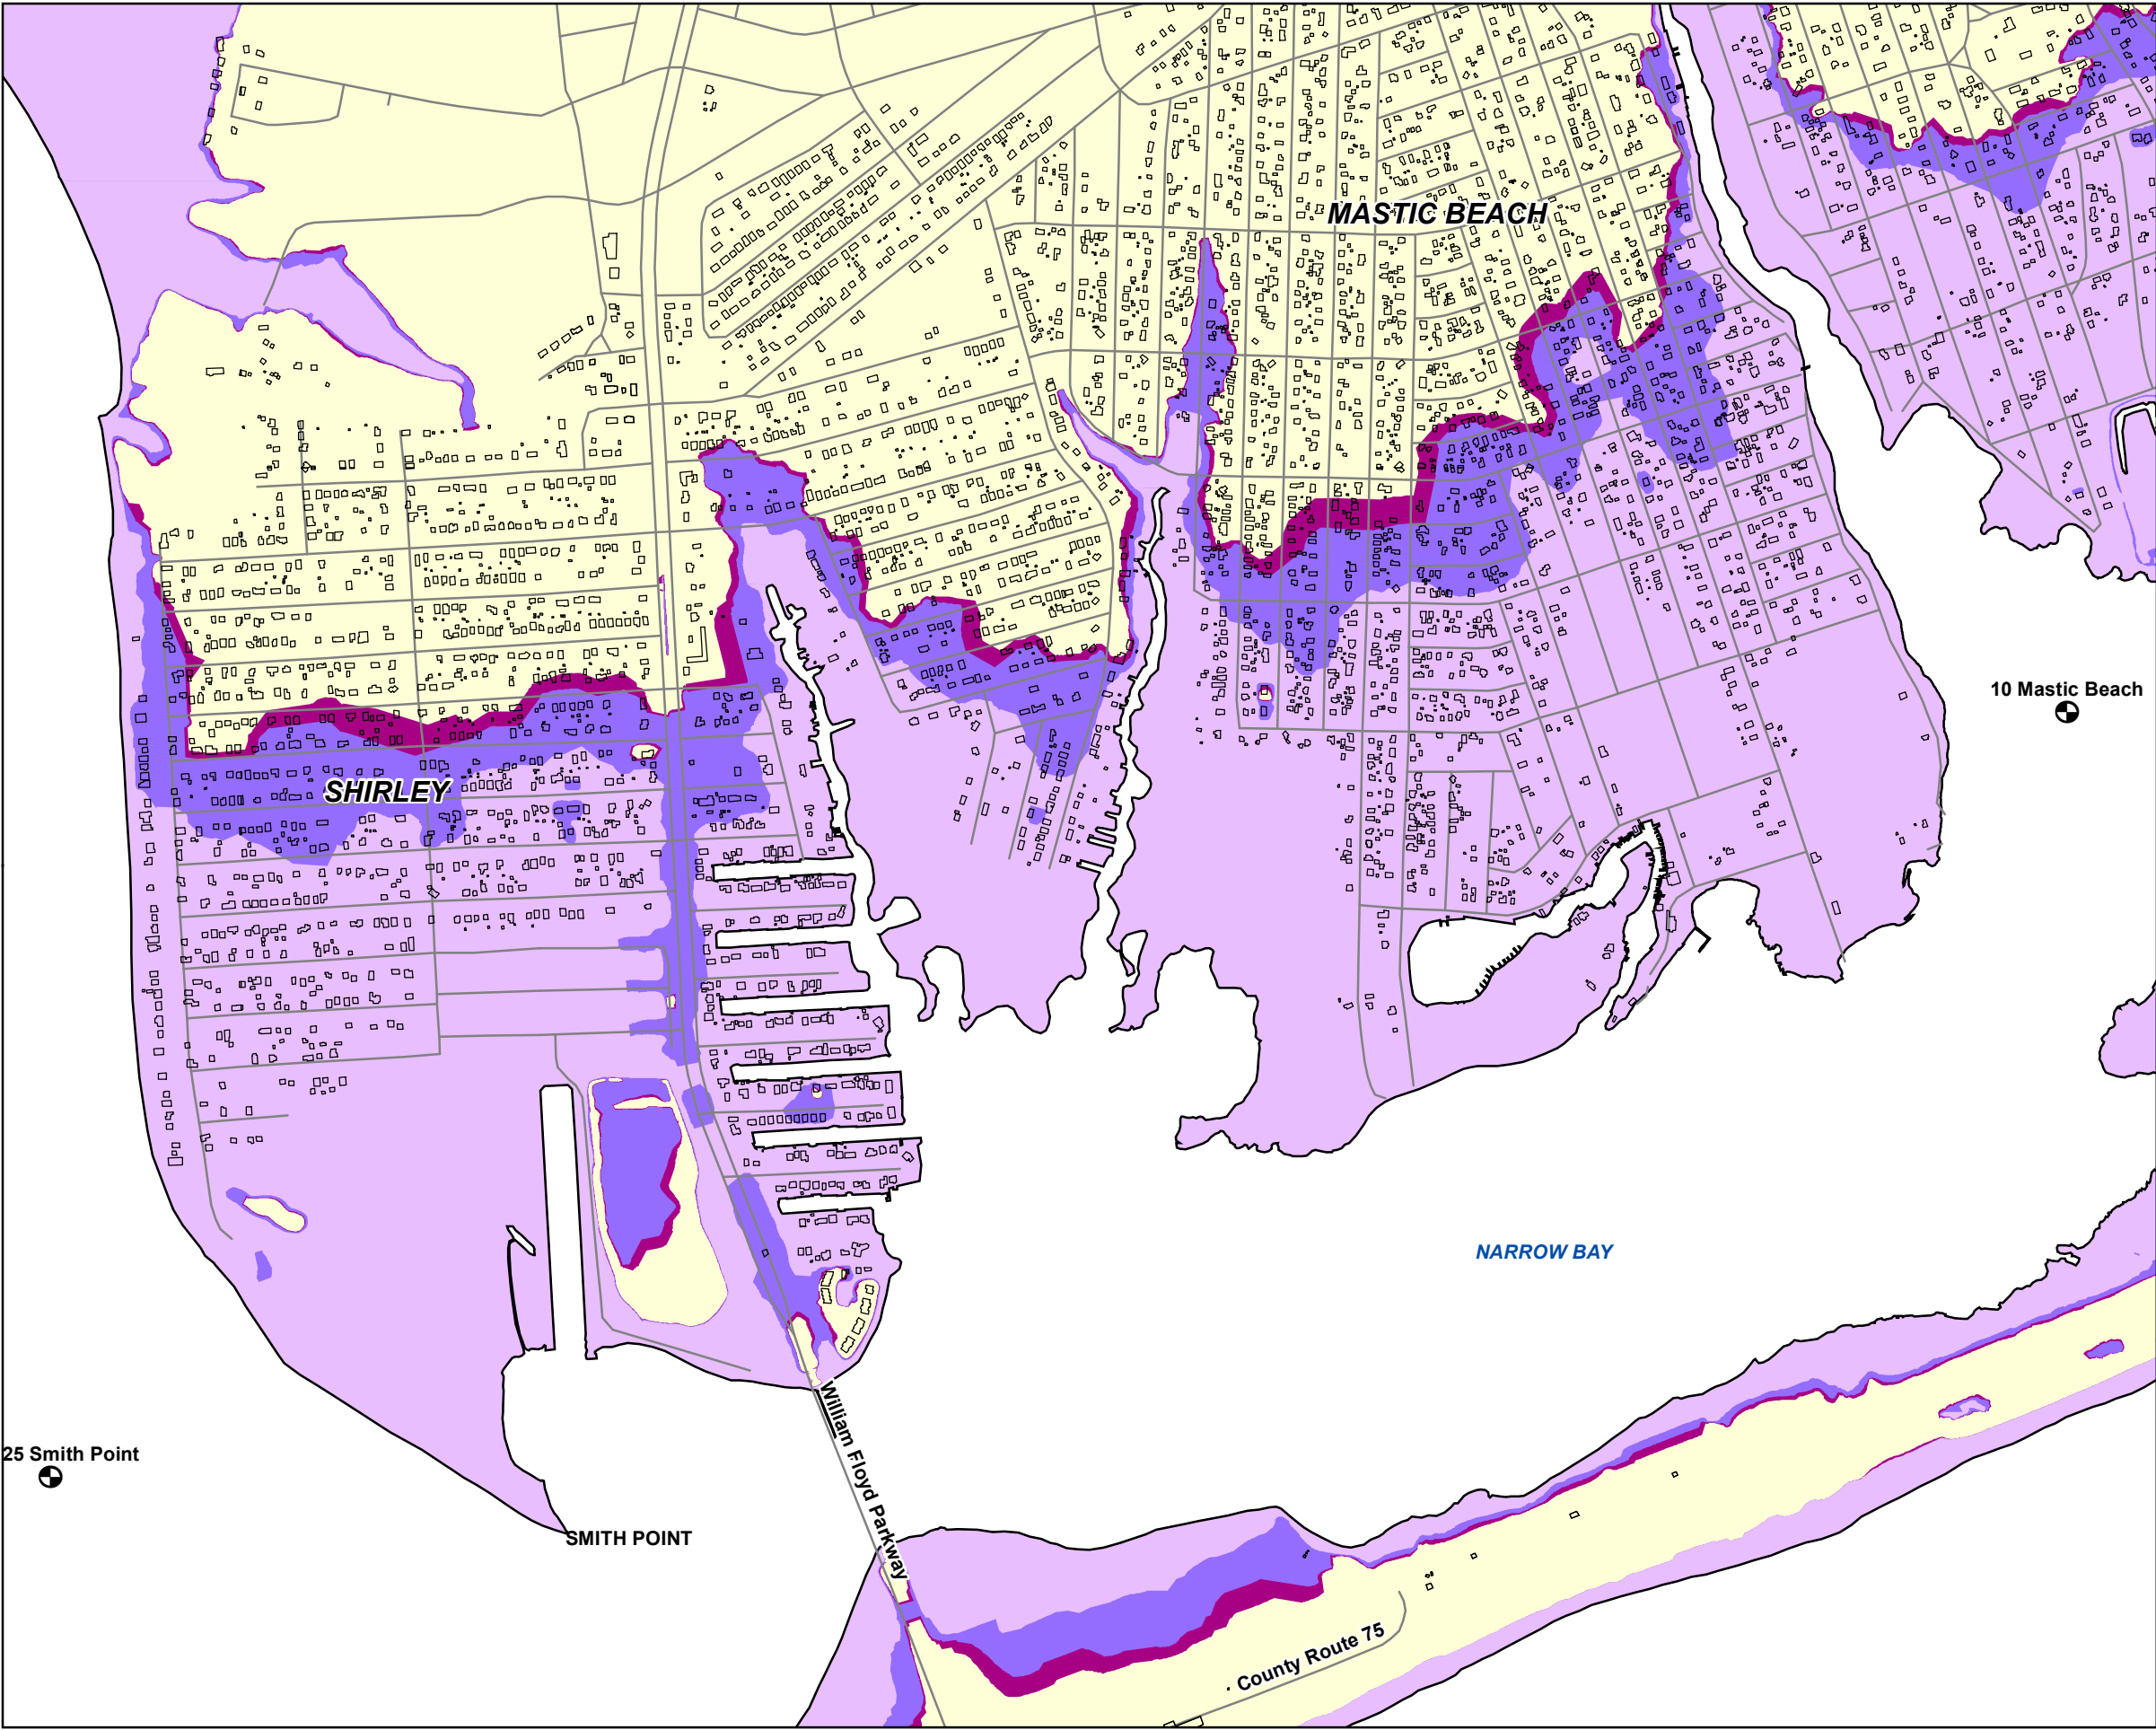 MASTIC BEACH
10 Mastic Beach
SHIRLEY
NARROW BAY
25 Smith Point
William Floyd Parkway
SMITH POINT
County Route 75